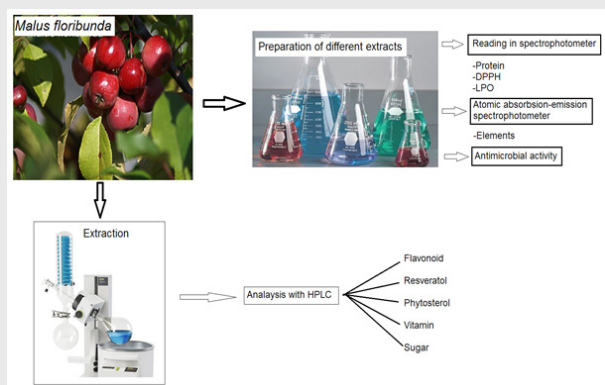 Malus floribunda
Preparation of different extracts
Reading in spectrophotometer
-Protein
-DPPH
-LPO
Atomic absorbsion-emission
spectrophotometer
-Elements
Antimicrobial activity
Extraction
Analaysis with HPLC
Flavonoid
Resveratol
Phytosterol
Vitamin
Sugar